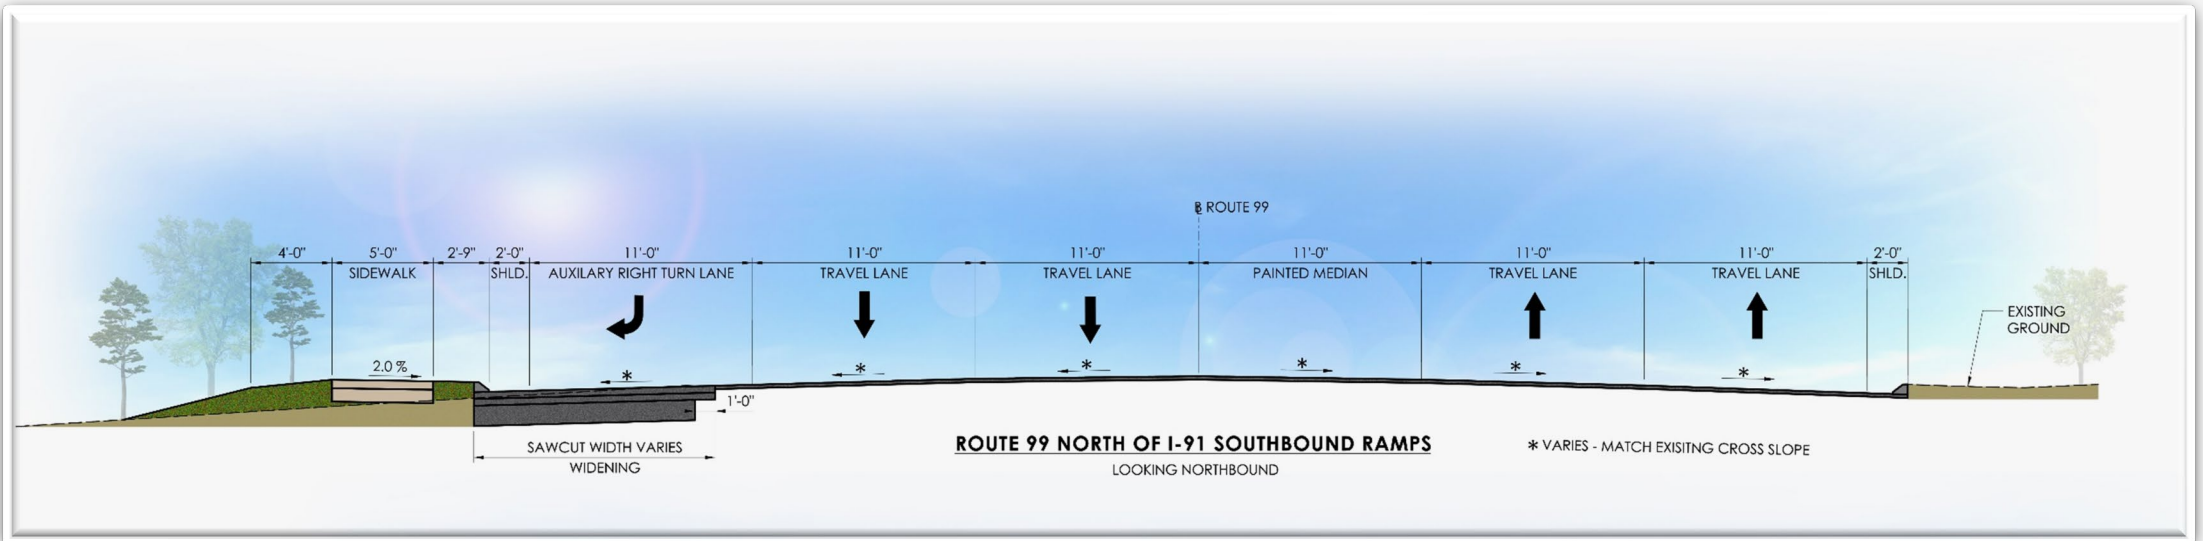 ℄ ROUTE 99
4'-0" 5'-0" 2'-9" 2'-0" 11'-0" 11'-0" 11'-0" 11'-0" 11'-0" 11'-0" 2'-0"
SIDEWALK SHLD. AUXILARY RIGHT TURN LANE TRAVEL LANE TRAVEL LANE PAINTED MEDIAN TRAVEL LANE TRAVEL LANE SHLD.
EXISTING
GROUND
2.0 %
* * * * * *
1'-0"
SAWCUT WIDTH VARIES
WIDENING
ROUTE 99 NORTH OF I-91 SOUTHBOUND RAMPS
LOOKING NORTHBOUND
* VARIES - MATCH EXISITNG CROSS SLOPE